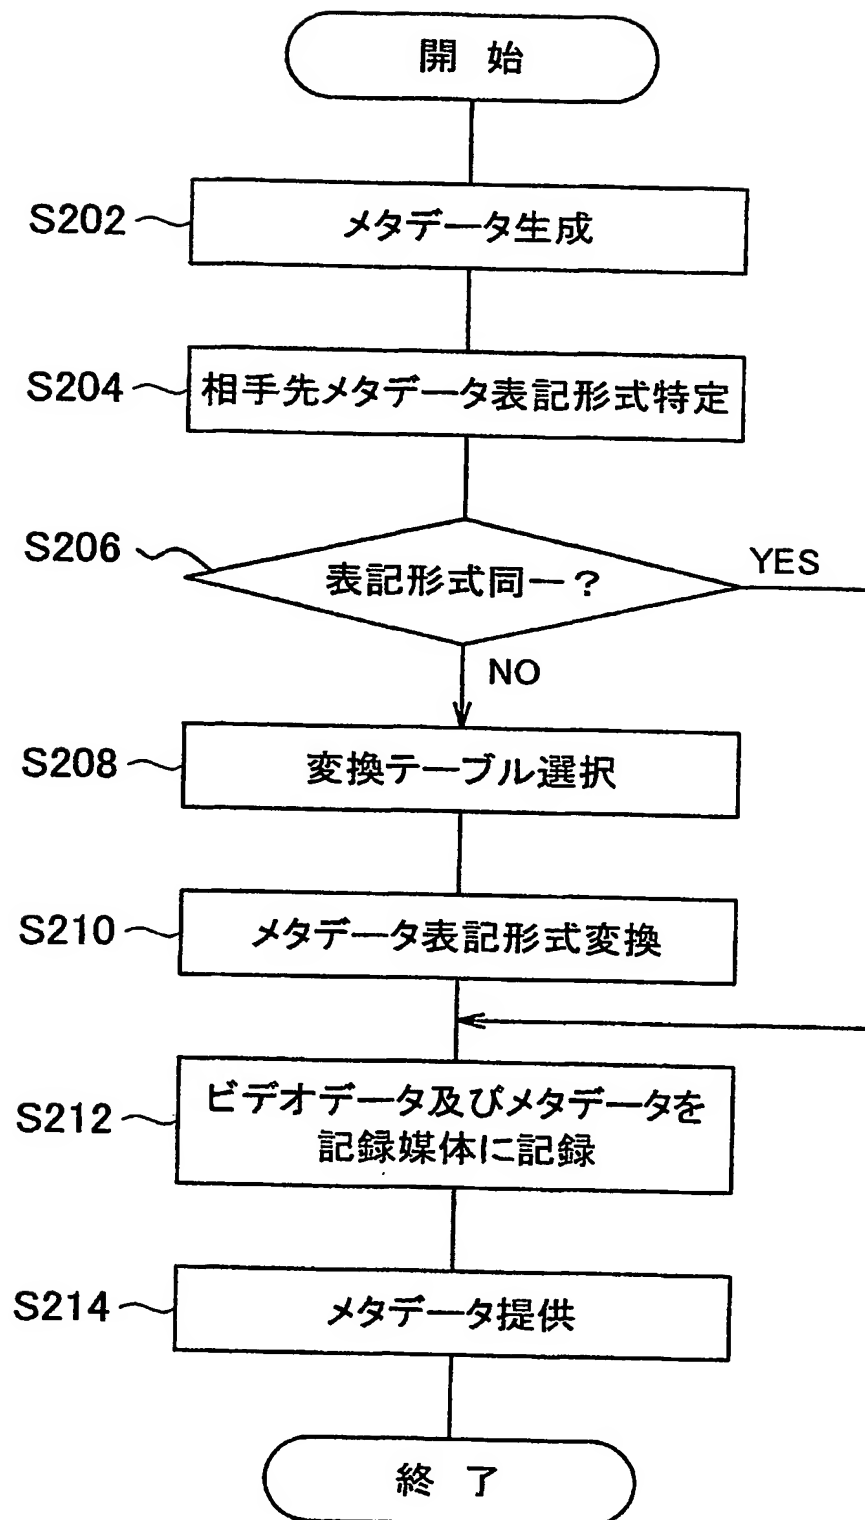 開始
S202
メタデータ生成
S204
相手先メタデータ表記形式特定
S206
表記形式同一？
YES
NO
S208
変換テーブル選択
S210
メタデータ表記形式変換
S212
ビデオデータ及びメタデータを
記録媒体に記録
S214
メタデータ提供
終了